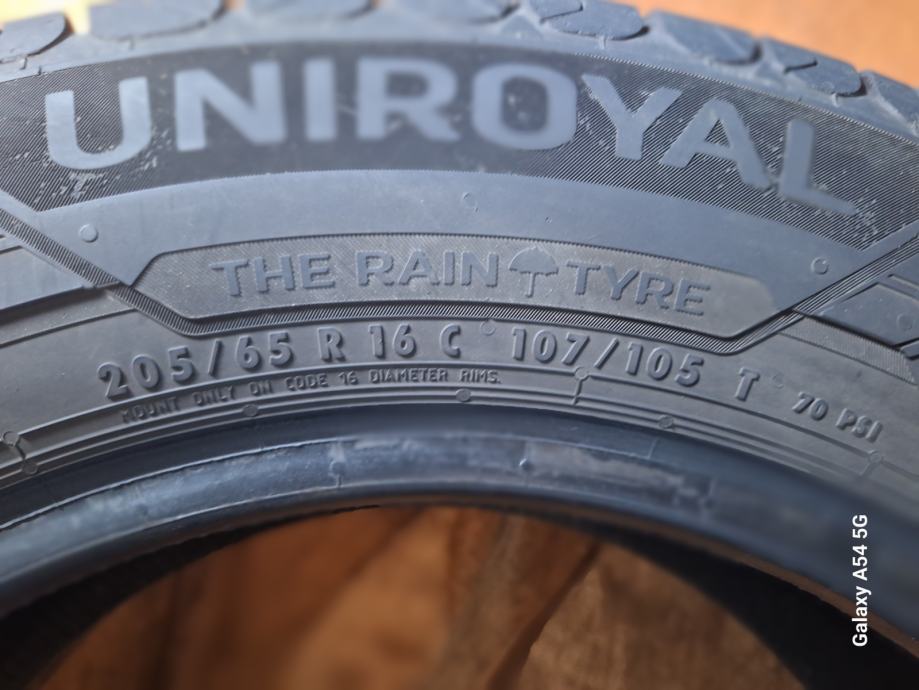 UNIROYAL
THE RAIN TYRE
205/65 R 16 C 107/105 T 70 PSI
MOUNT ONLY ON CODE 16 DIAMETER RIMS.
Galaxy A54 5G